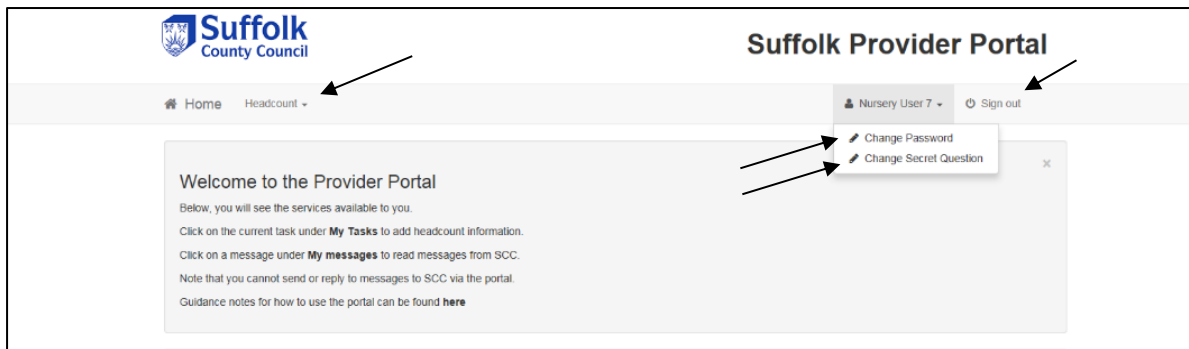 Suffolk
County Council
Suffolk Provider Portal
Home Headcount Nursery User 7 Sign out
Change Password
Change Secret Question
×
Welcome to the Provider Portal
Below, you will see the services available to you.
Click on the current task under My Tasks to add headcount information.
Click on a message under My messages to read messages from SCC.
Note that you cannot send or reply to messages to SCC via the portal.
Guidance notes for how to use the portal can be found here